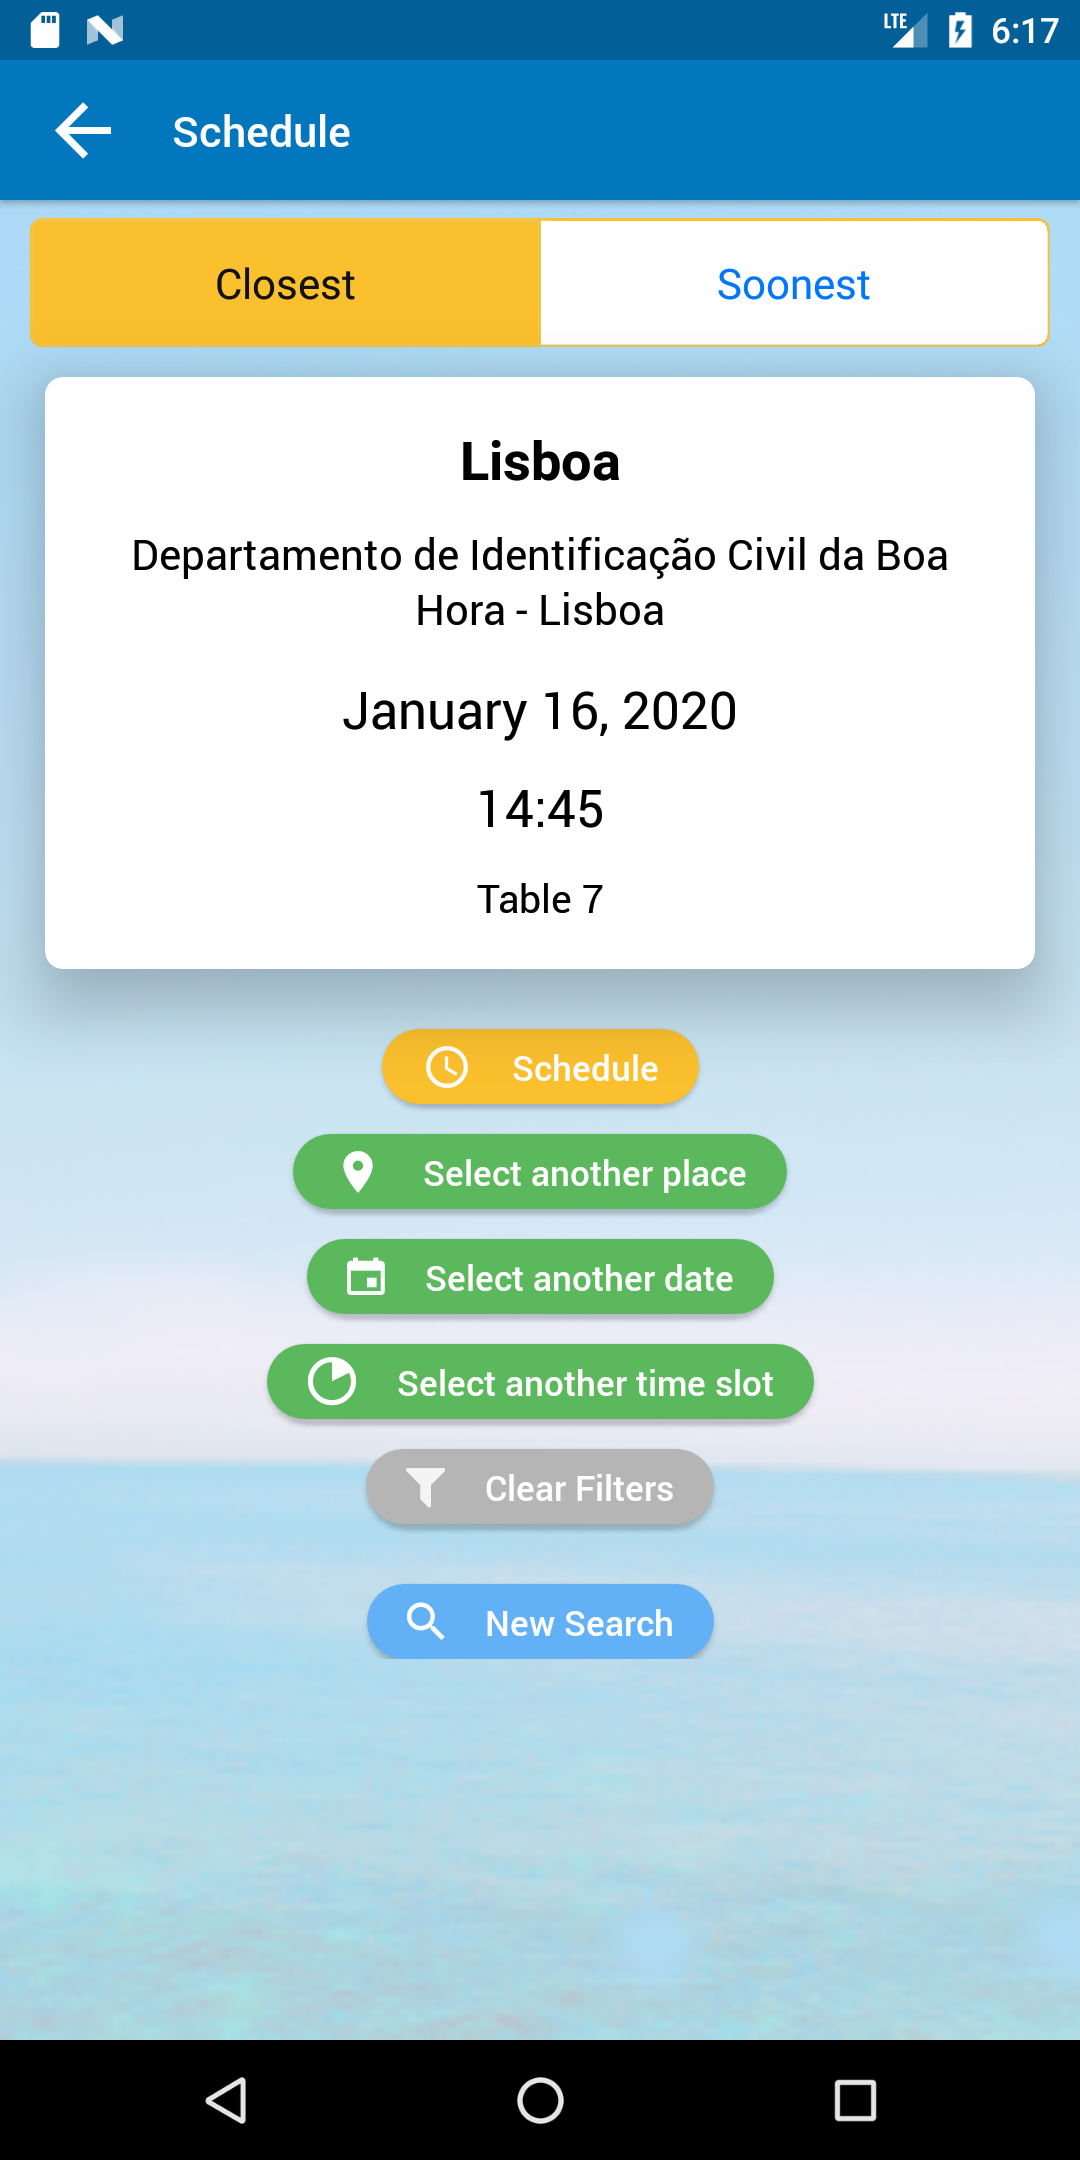 LTE 6:17
Schedule
Closest Soonest
Lisboa
Departamento de Identificação Civil da Boa
Hora - Lisboa
January 16, 2020
14:45
Table 7
Schedule
Select another place
Select another date
Select another time slot
Clear Filters
New Search